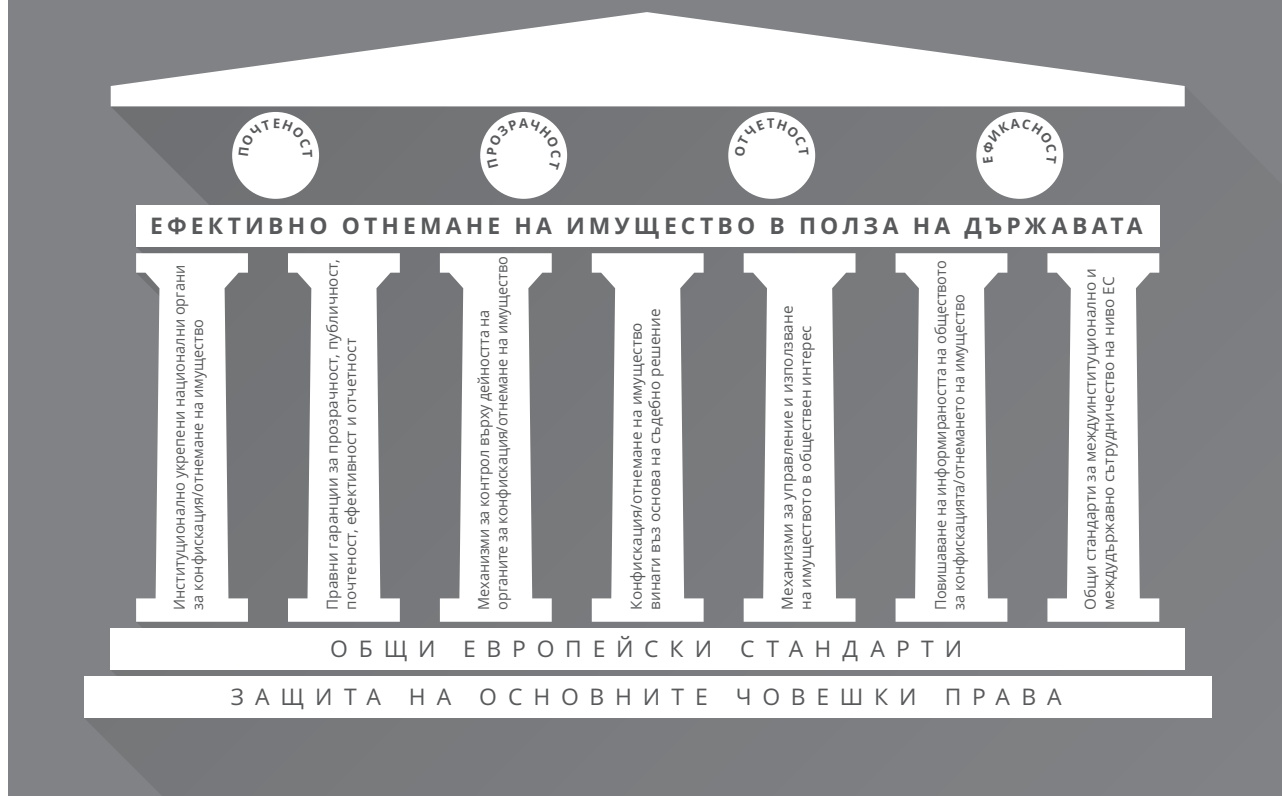 ПОЧТЕНОСТ
ПРОЗРАЧНОСТ
ОТЧЕТНОСТ
ЕФИКАСНОСТ
ЕФЕКТИВНО ОТНЕМАНЕ НА ИМУЩЕСТВО В ПОЛЗА НА ДЪРЖАВАТА
Институционално укрепени национални органи
за конфискация/отнемане на имущество
Правни гаранции за прозрачност, публичност,
почтеност, ефективност и отчетност
Механизми за контрол върху дейността на
органите за конфискация/отнемане на имущество
Конфискация/отнемане на имущество
винаги въз основа на съдебно решение
Механизми за управление и използване
на имуществото в обществен интерес
Повишаване на информираността на обществото
за конфискацията/отнемането на имущество
Общи стандарти за междуинституционално и
междудържавно сътрудничество на ниво ЕС
ОБЩИ ЕВРОПЕЙСКИ СТАНДАРТИ
ЗАЩИТА НА ОСНОВНИТЕ ЧОВЕШКИ ПРАВА